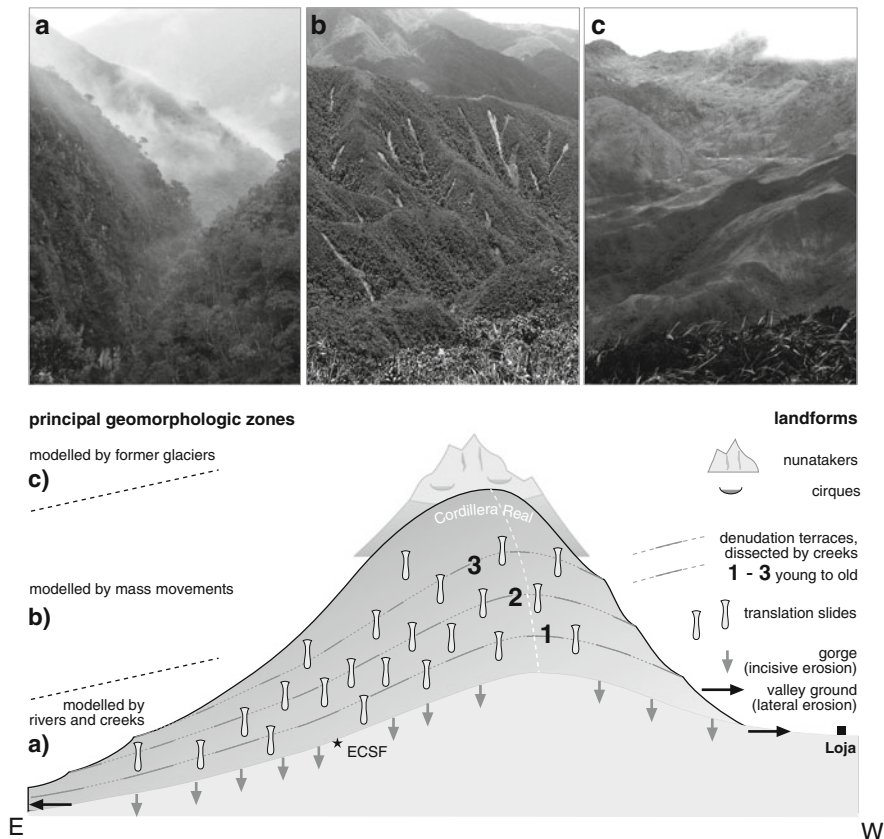 a
b
c
principal geomorphologic zones
landforms
modelled by former glaciers
c)
nunatakers
cirques
Cordillera Real
denudation terraces,
dissected by creeks
1 - 3 young to old
3
2
1
modelled by mass movements
b)
translation slides
gorge
(incisive erosion)
valley ground
(lateral erosion)
modelled by
rivers and creeks
a)
ECSF
Loja
E
W